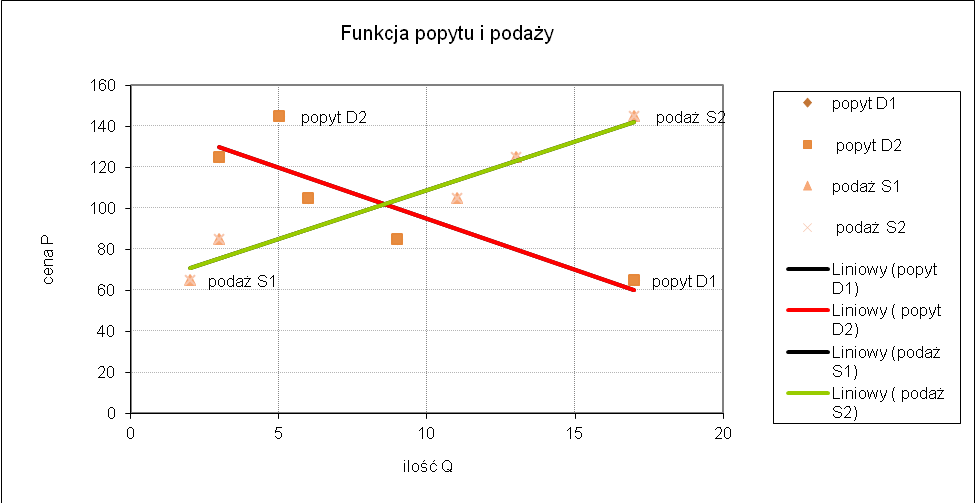 Funkcja popytu i podaży
160
140
120
100
80
60
40
20
0
0 5 10 15 20
cena P
ilość Q
popyt D2
podaż S2
podaż S1
popyt D1
popyt D1
popyt D2
podaż S1
podaż S2
Liniowy (popyt
D1)
Liniowy ( popyt
D2)
Liniowy (podaż
S1)
Liniowy ( podaż
S2)